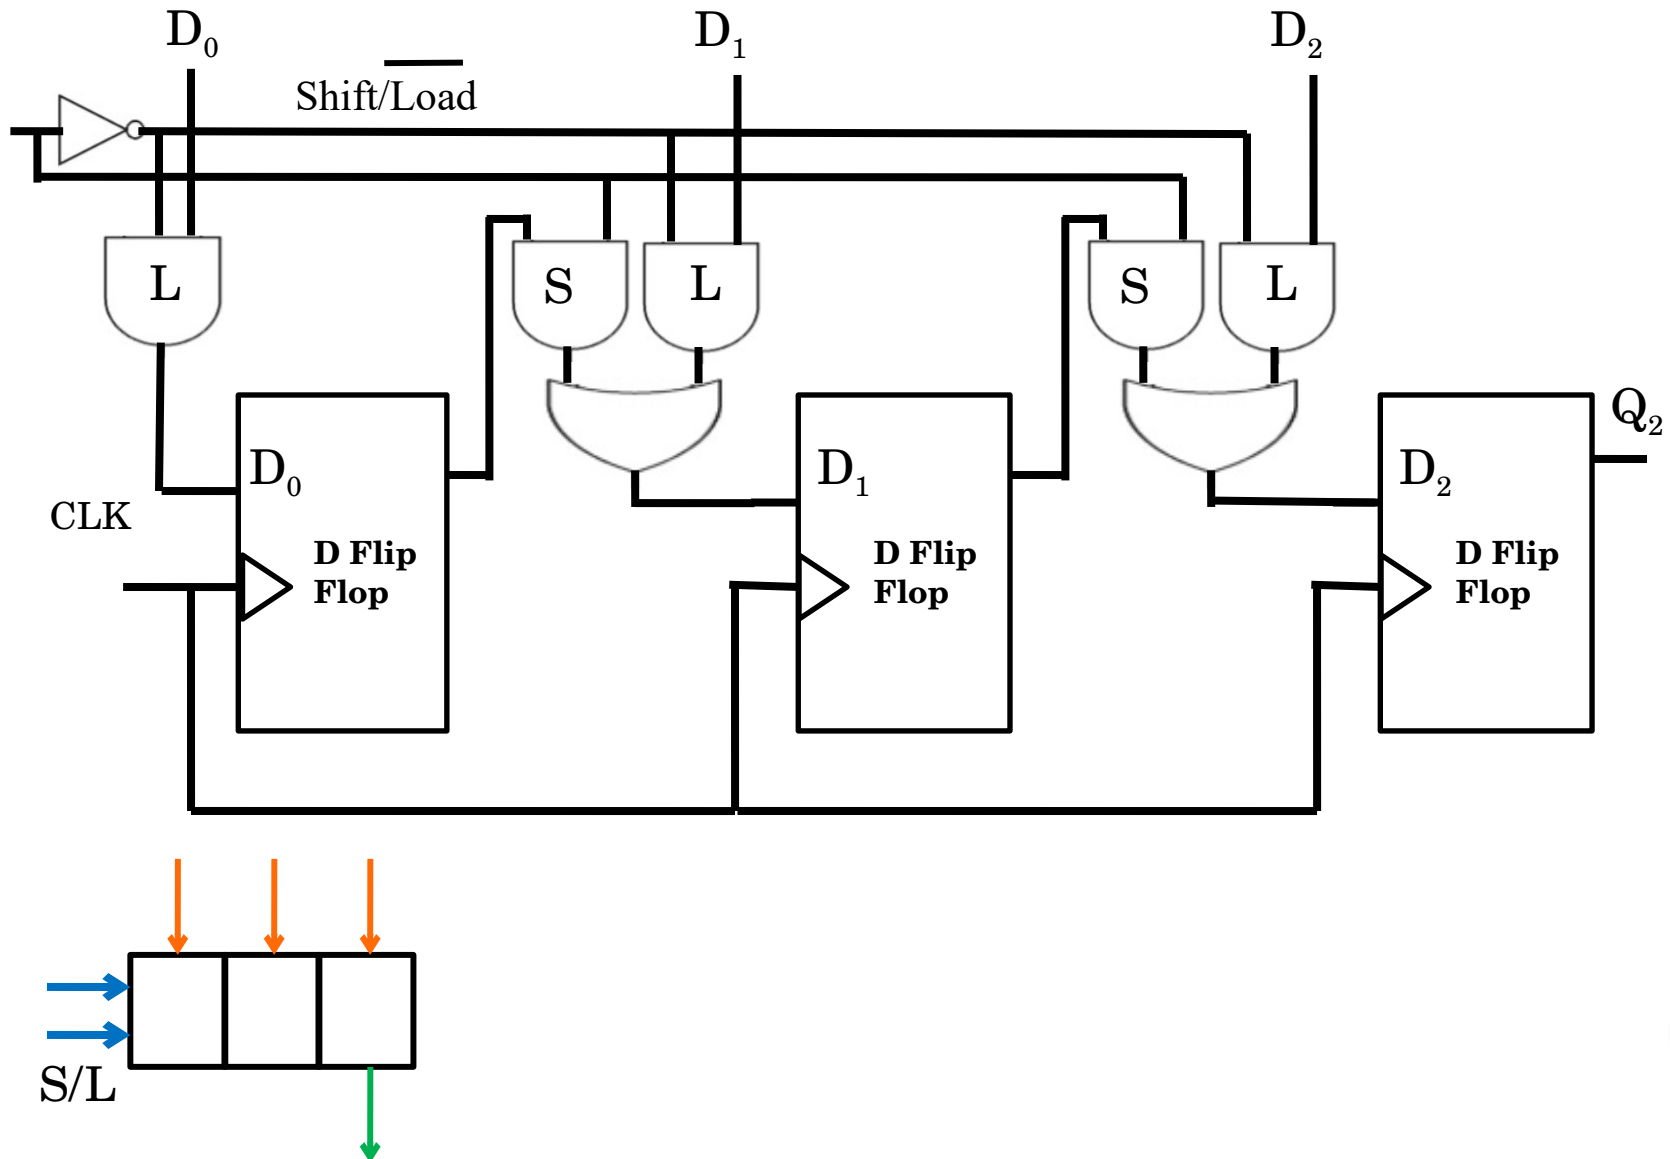 D₀
D₁
D₂
Shift/Load
L
S
L
S
L
Q₂
D₀
D₁
D₂
CLK
D Flip
Flop
D Flip
Flop
D Flip
Flop
S/L